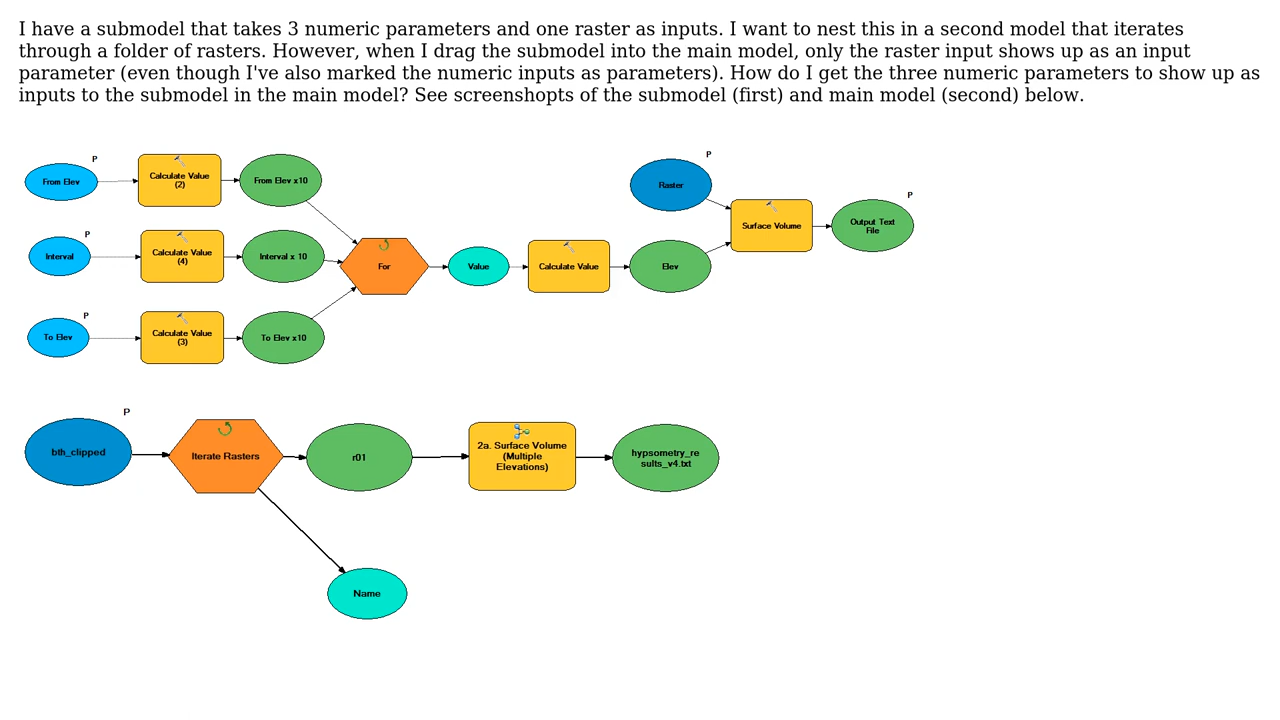 I have a submodel that takes 3 numeric parameters and one raster as inputs. I want to nest this in a second model that iterates
through a folder of rasters. However, when I drag the submodel into the main model, only the raster input shows up as an input
parameter (even though I've also marked the numeric inputs as parameters). How do I get the three numeric parameters to show up as
inputs to the submodel in the main model? See screenshopts of the submodel (first) and main model (second) below.
P
From Elev
Calculate Value
(2)
From Elev x10
P
Interval
Calculate Value
(4)
Interval x 10
P
To Elev
Calculate Value
(3)
To Elev x10
For
Value
Calculate Value
Elev
P
Raster
Surface Volume
P
Output Text
File
P
bth_clipped
Iterate Rasters
r01
2a. Surface Volume
(Multiple
Elevations)
hypsometry_re
sults_v4.txt
Name